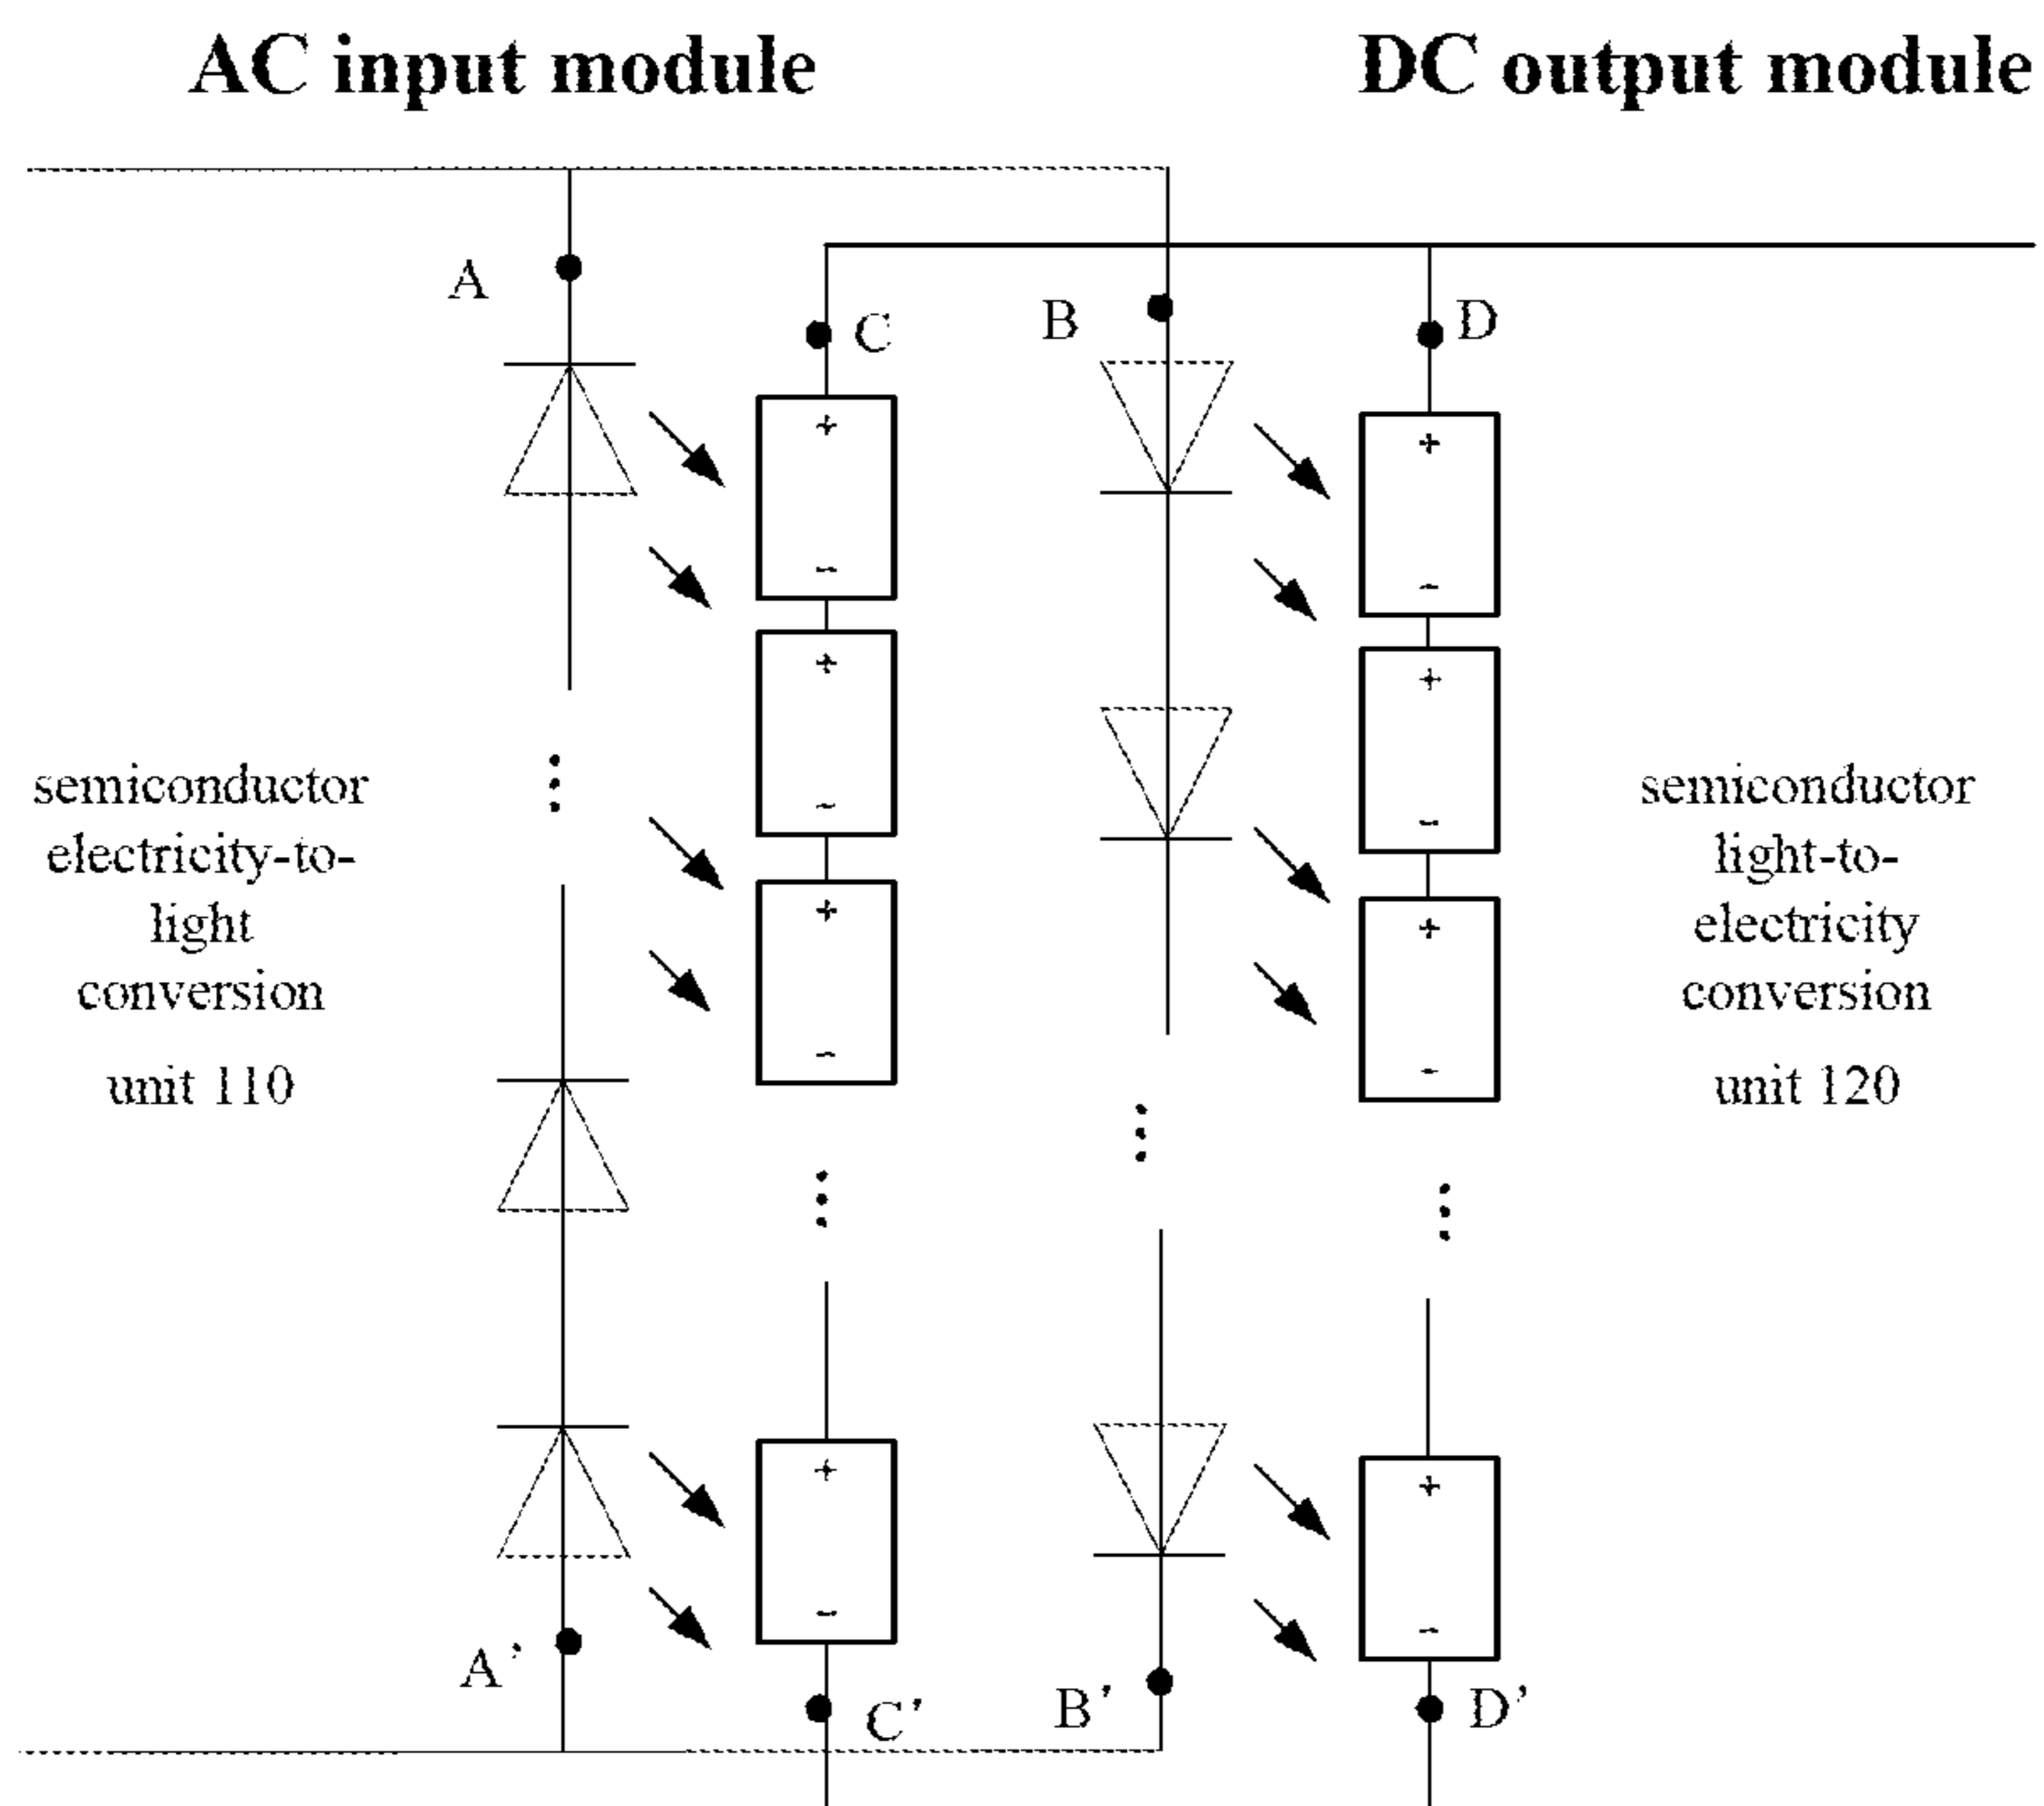 AC input module
DC output module
A
C
B
D
+
+
-
-
+
+
-
-
+
+
-
-
semiconductor
electricity-to-
light
conversion
unit 110
semiconductor
light-to-
electricity
conversion
unit 120
+
+
-
-
A'
C'
B'
D'